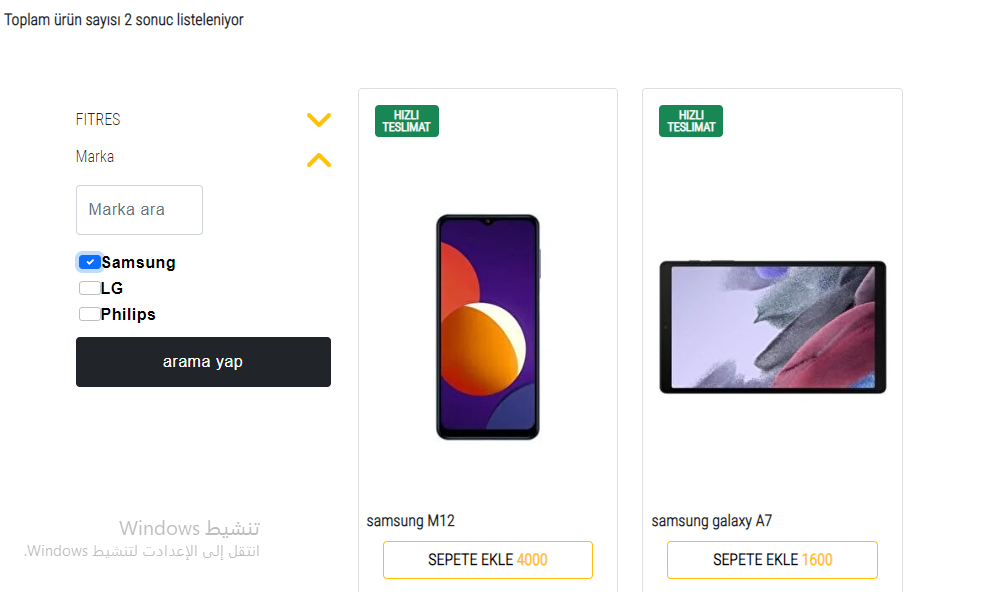 Toplam ürün sayısı 2 sonuc listeleniyor
FITRES
Marka
Marka ara
Samsung
LG
Philips
arama yap
HIZLI
TESLIMAT
samsung M12
SEPETE EKLE 4000
HIZLI
TESLIMAT
samsung galaxy A7
SEPETE EKLE 1600
تنشيط Windows
انتقل إلى الإعدادت لتنشيط Windows.